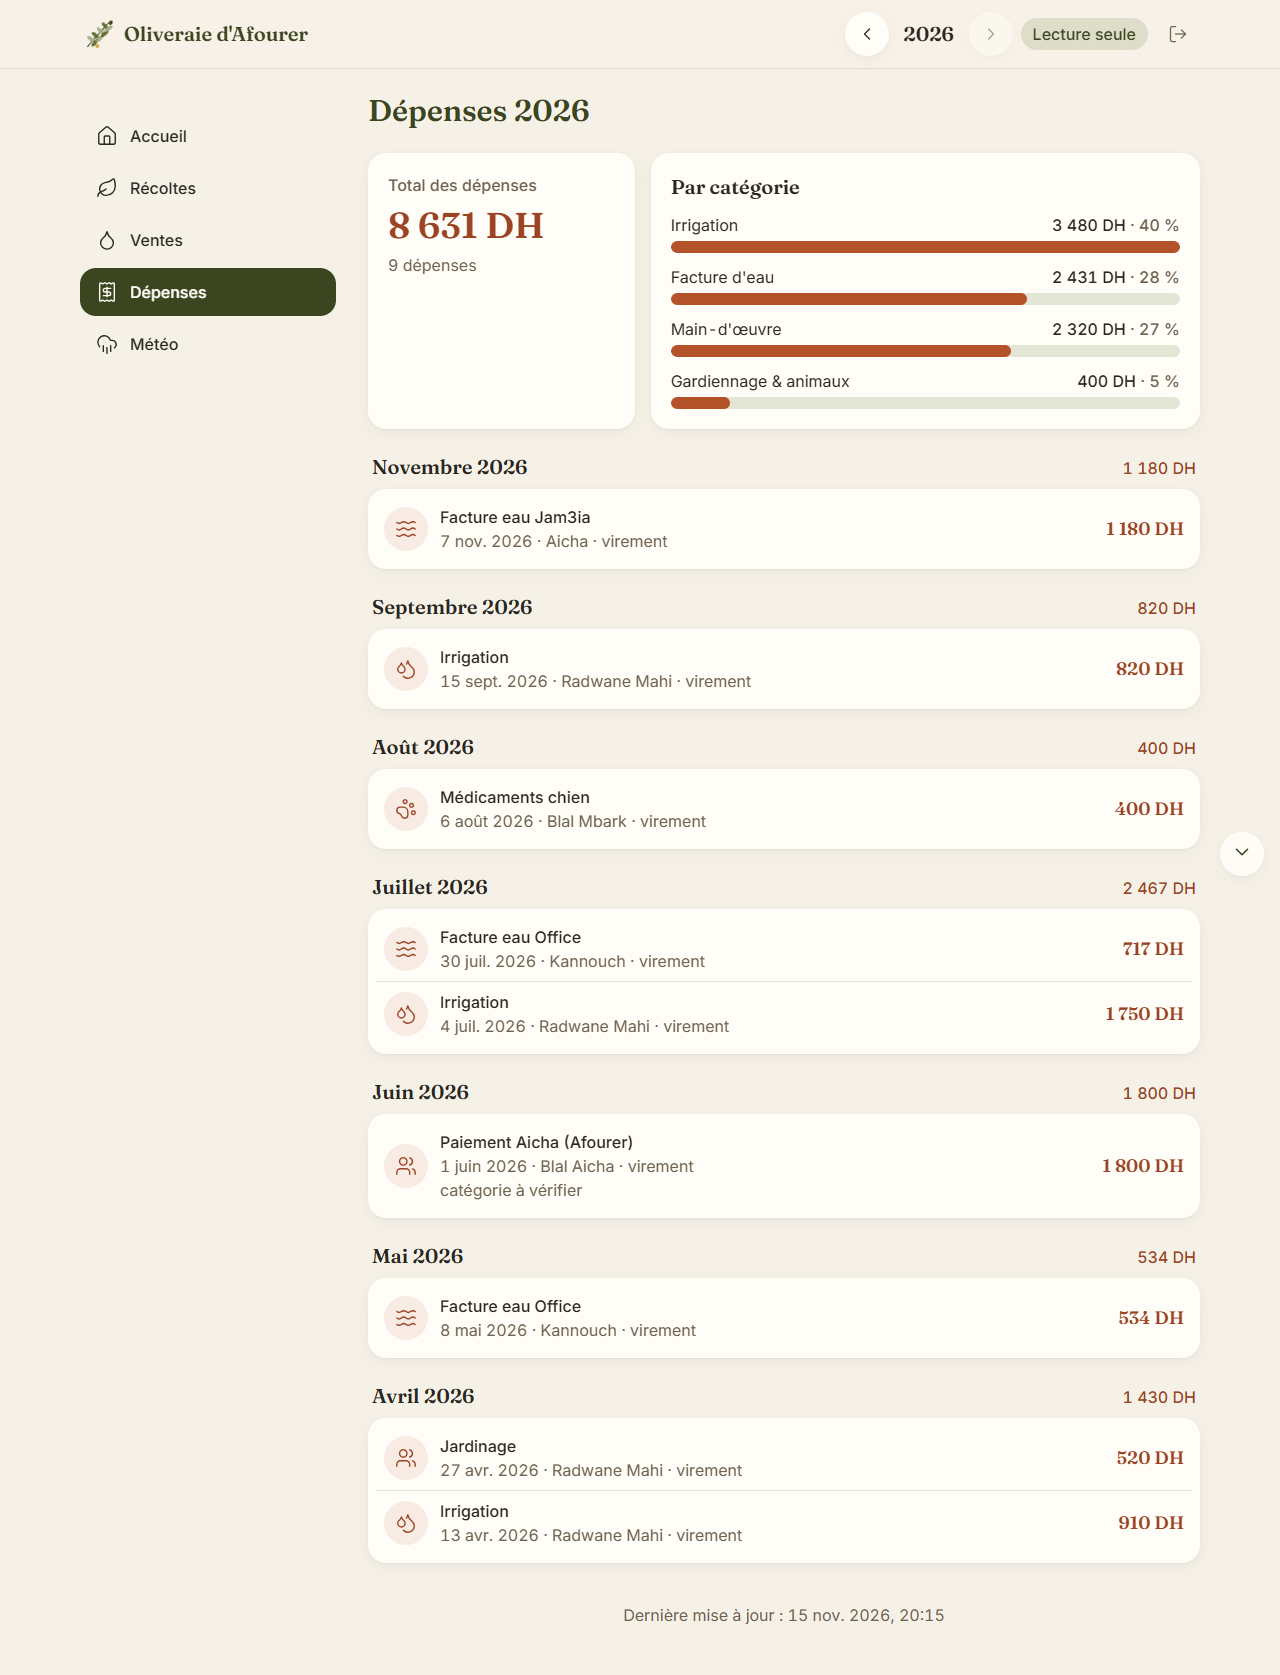 Oliveraie d'Afourer
2026
Lecture seule
Accueil
Récoltes
Ventes
Dépenses
Météo
Dépenses 2026
Total des dépenses
8 631 DH
9 dépenses
Par catégorie
Irrigation 3 480 DH · 40 %
Facture d'eau 2 431 DH · 28 %
Main-d'œuvre 2 320 DH · 27 %
Gardiennage & animaux 400 DH · 5 %
Novembre 2026 1 180 DH
Facture eau Jam3ia
7 nov. 2026 · Aicha · virement
1 180 DH
Septembre 2026 820 DH
Irrigation
15 sept. 2026 · Radwane Mahi · virement
820 DH
Août 2026 400 DH
Médicaments chien
6 août 2026 · Blal Mbark · virement
400 DH
Juillet 2026 2 467 DH
Facture eau Office
30 juil. 2026 · Kannouch · virement
717 DH
Irrigation
4 juil. 2026 · Radwane Mahi · virement
1 750 DH
Juin 2026 1 800 DH
Paiement Aicha (Afourer)
1 juin 2026 · Blal Aicha · virement
catégorie à vérifier
1 800 DH
Mai 2026 534 DH
Facture eau Office
8 mai 2026 · Kannouch · virement
534 DH
Avril 2026 1 430 DH
Jardinage
27 avr. 2026 · Radwane Mahi · virement
520 DH
Irrigation
13 avr. 2026 · Radwane Mahi · virement
910 DH
Dernière mise à jour : 15 nov. 2026, 20:15